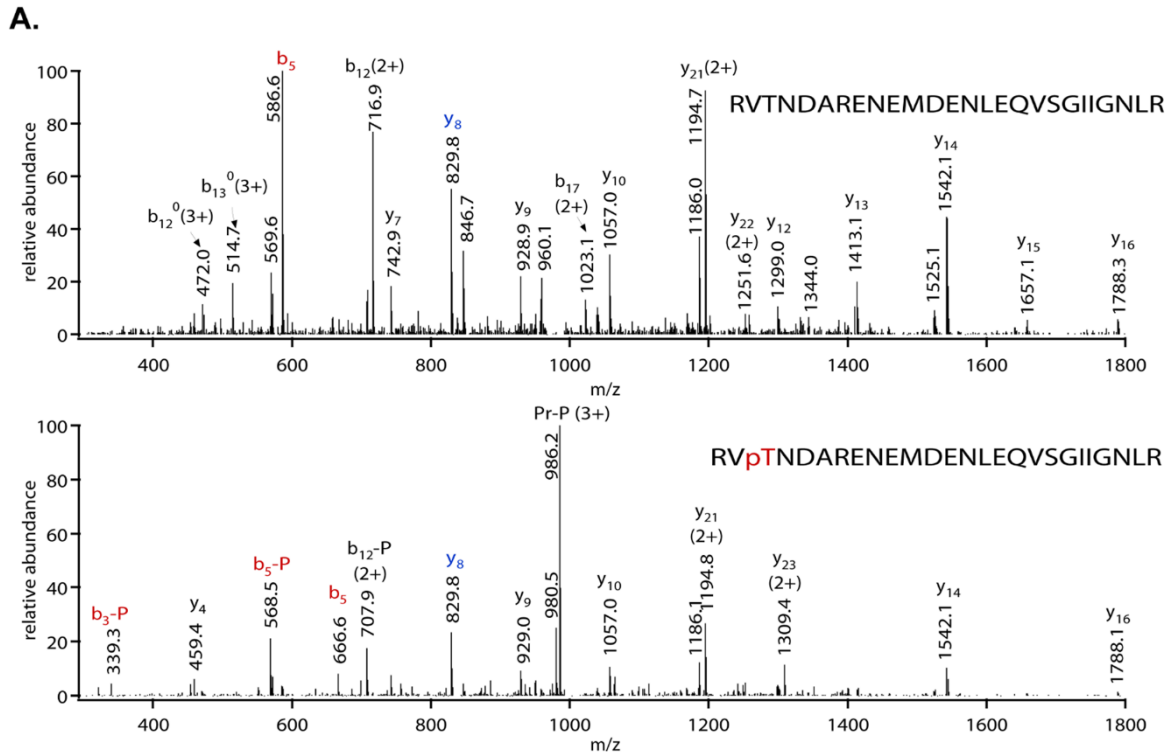 A.
RVTNDARENEMDENLEQVSGIIGNLR
relative abundance
100
80
60
40
20
0
b12^0(3+)
472.0
b13^0(3+)
514.7
569.6
b5
586.6
b12(2+)
716.9
y7
742.9
y8
829.8
846.7
y9
928.9
960.1
b17
(2+)
1023.1
y10
1057.0
1186.0
y21(2+)
1194.7
y22
(2+)
1251.6
y12
1299.0
1344.0
y13
1413.1
1525.1
y14
1542.1
y15
1657.1
y16
1788.3
400 600 800 1000 1200 1400 1600 1800
m/z
RVpTNDARENEMDENLEQVSGIIGNLR
relative abundance
100
80
60
40
20
0
b3-P
339.3
y4
459.4
b5-P
568.5
b5
666.6
b12-P
(2+)
707.9
y8
829.8
y9
929.0
980.5
Pr-P (3+)
986.2
y10
1057.0
1186.1
y21
(2+)
1194.8
y23
(2+)
1309.4
y14
1542.1
y16
1788.1
400 600 800 1000 1200 1400 1600 1800
m/z